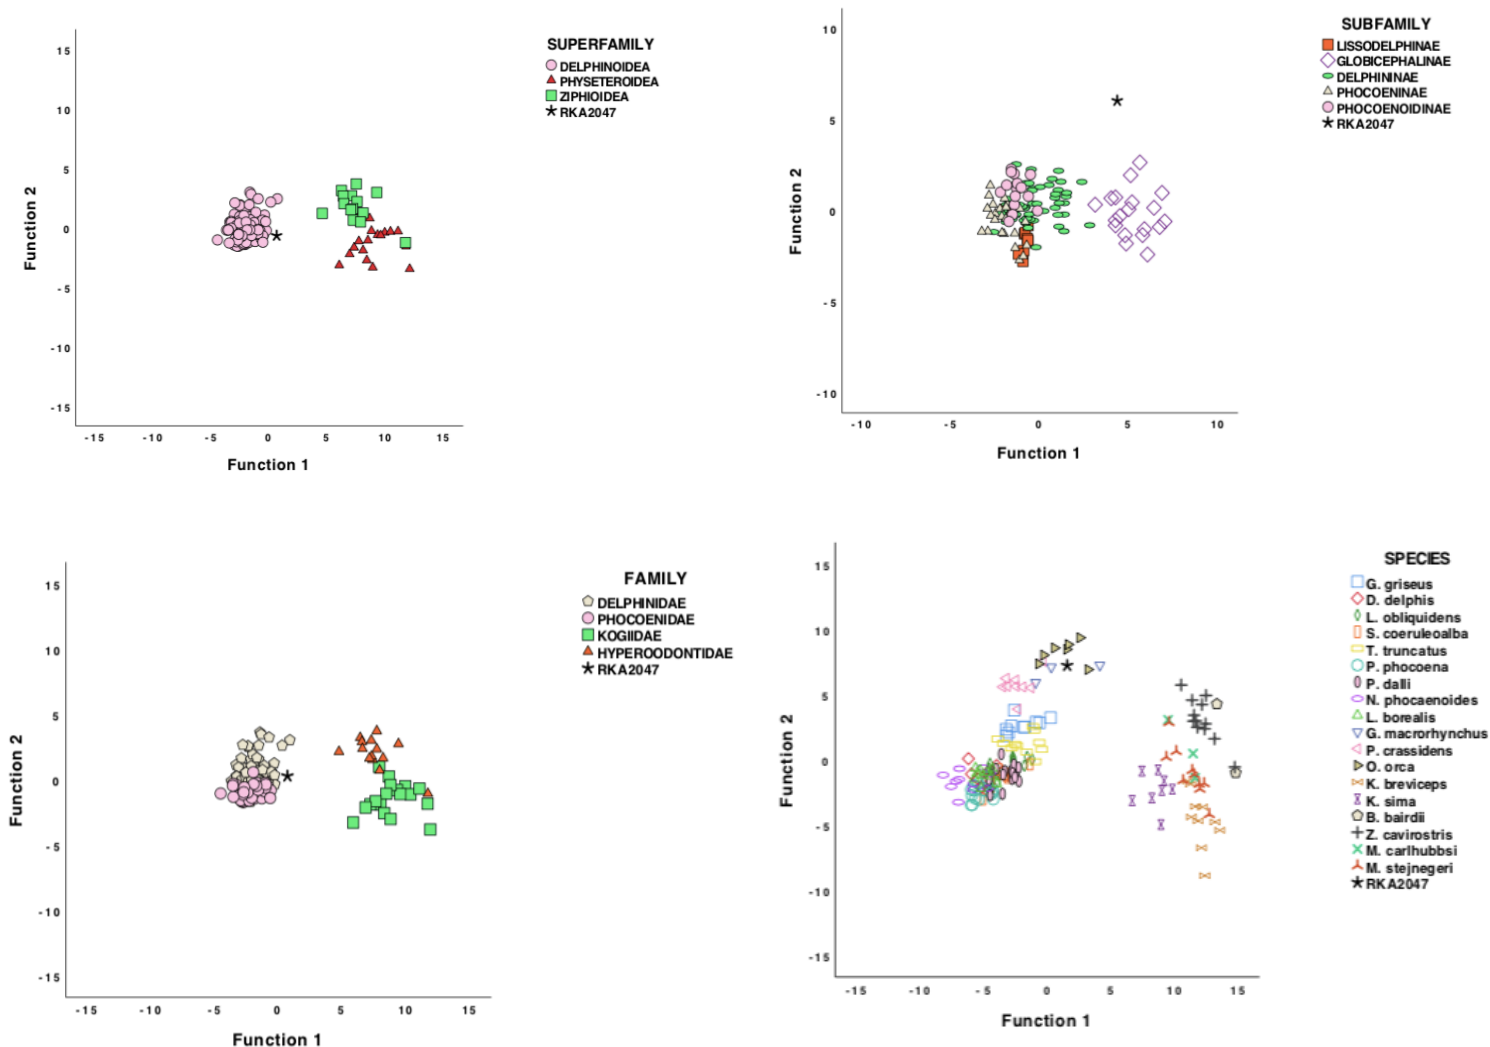 SUPERFAMILY
DELPHINOIDEA
PHYSETEROIDEA
ZIPHIOIDEA
RKA2047
15
10
5
0
-5
-10
-15
Function 2
-15 -10 -5 0 5 10 15
Function 1
SUBFAMILY
LISSODELPHINAE
GLOBICEPHALINAE
DELPHININAE
PHOCOENINAE
PHOCOENOIDINAE
RKA2047
10
5
0
-5
-10
Function 2
-10 -5 0 5 10
Function 1
FAMILY
DELPHINIDAE
PHOCOENIDAE
KOGIIDAE
HYPEROODONTIDAE
RKA2047
15
10
5
0
-5
-10
-15
Function 2
-15 -10 -5 0 5 10 15
Function 1
SPECIES
G. griseus
D. delphis
L. obliquidens
S. coeruleoalba
T. truncatus
P. phocoena
P. dalli
N. phocaenoides
L. borealis
G. macrorhynchus
P. crassidens
O. orca
K. breviceps
K. sima
B. bairdii
Z. cavirostris
M. carlhubbsi
M. stejnegeri
RKA2047
15
10
5
0
-5
-10
-15
Function 2
-15 -10 -5 0 5 10 15
Function 1